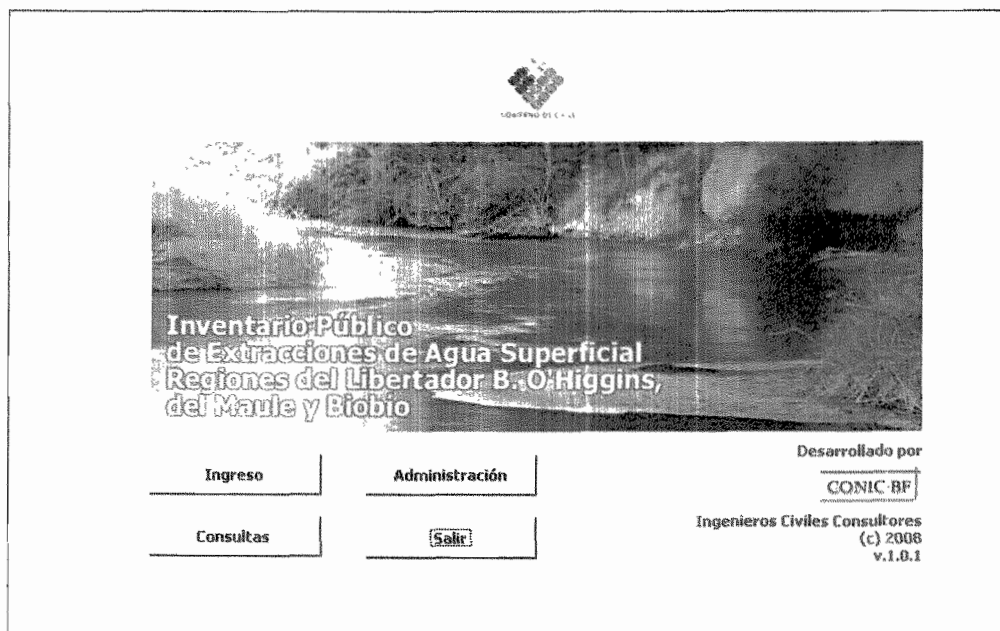 Inventario Público
de Extracciones de Agua Superficial
Regiones del Libertador B. O'Higgins,
del Maule y Biobío
Desarrollado por
CONIC-BF
Ingreso
Administración
Consultas
Salir
Ingenieros Civiles Consultores
(c) 2008
v.1.0.1